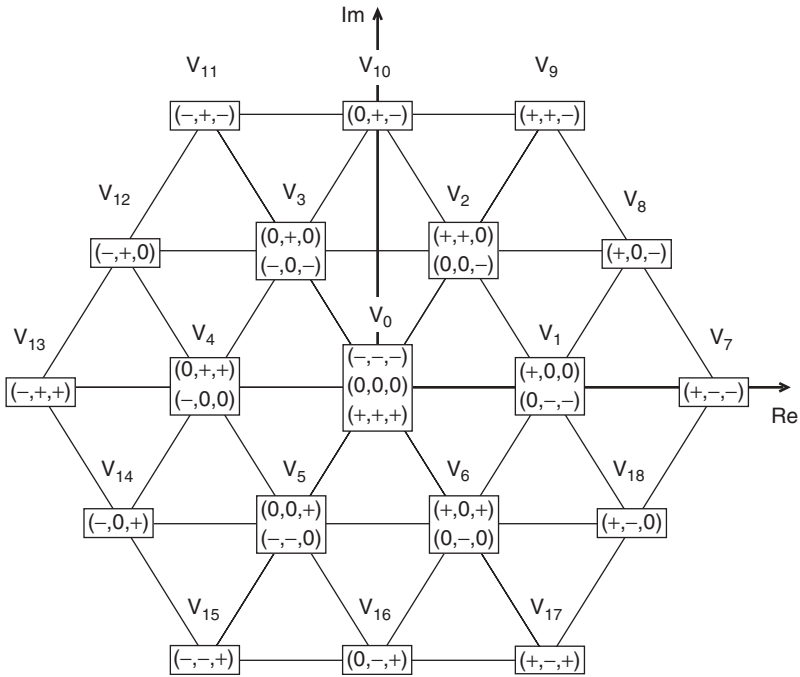 Im
V11 V10 V9
(–,+,–) (0,+,–) (+,+,–)
V12 V3 V2 V8
(–,+,0) (0,+,0) (+,+,0) (+,0,–)
(–,0,–) (0,0,–)
V0
V13 V4 V1 V7
(–,+,+) (0,+,+) (–,–,–) (+,0,0) (+,–,–)
(–,0,0) (0,0,0) (0,–,–)
(+,+,+)
Re
V14 V5 V6 V18
(–,0,+) (0,0,+) (+,0,+) (+,–,0)
(–,–,0) (0,–,0)
V15 V16 V17
(–,–,+) (0,–,+) (+,–,+)